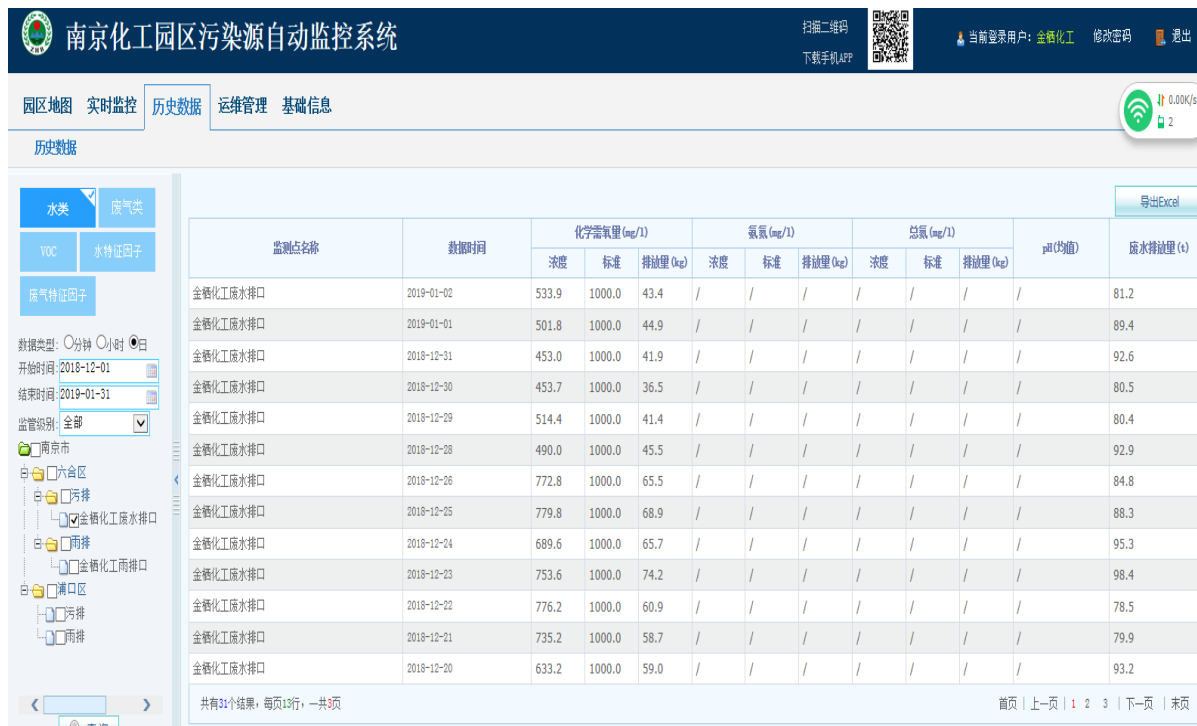 南京化工园区污染源自动监控系统
扫描二维码
下载手机APP
当前登录用户: 金栖化工 修改密码 退出
园区地图 实时监控 历史数据 运维管理 基础信息
0.00K/s
2
历史数据
水类 废气类
VOC 水特征因子
废气特征因子
数据类型: 分钟 小时 日
开始时间: 2018-12-01
结束时间: 2019-01-31
监管级别: 全部
南京市
六合区
污排
金栖化工废水排口
雨排
金栖化工雨排口
浦口区
污排
雨排
导出Excel
监测点名称 数据时间 化学需氧量(mg/l) 氨氮(mg/l) 总氮(mg/l) pH(均值) 废水排放量(t)
浓度 标准 排放量(kg) 浓度 标准 排放量(kg) 浓度 标准 排放量(kg)
金栖化工废水排口 2019-01-02 533.9 1000.0 43.4 / / / / / / / 81.2
金栖化工废水排口 2019-01-01 501.8 1000.0 44.9 / / / / / / / 89.4
金栖化工废水排口 2018-12-31 453.0 1000.0 41.9 / / / / / / / 92.6
金栖化工废水排口 2018-12-30 453.7 1000.0 36.5 / / / / / / / 80.5
金栖化工废水排口 2018-12-29 514.4 1000.0 41.4 / / / / / / / 80.4
金栖化工废水排口 2018-12-28 490.0 1000.0 45.5 / / / / / / / 92.9
金栖化工废水排口 2018-12-26 772.8 1000.0 65.5 / / / / / / / 84.8
金栖化工废水排口 2018-12-25 779.8 1000.0 68.9 / / / / / / / 88.3
金栖化工废水排口 2018-12-24 689.6 1000.0 65.7 / / / / / / / 95.3
金栖化工废水排口 2018-12-23 753.6 1000.0 74.2 / / / / / / / 98.4
金栖化工废水排口 2018-12-22 776.2 1000.0 60.9 / / / / / / / 78.5
金栖化工废水排口 2018-12-21 735.2 1000.0 58.7 / / / / / / / 79.9
金栖化工废水排口 2018-12-20 633.2 1000.0 59.0 / / / / / / / 93.2
共有31个结果，每页13行，一共3页
首页 | 上一页 | 1 2 3 | 下一页 | 末页